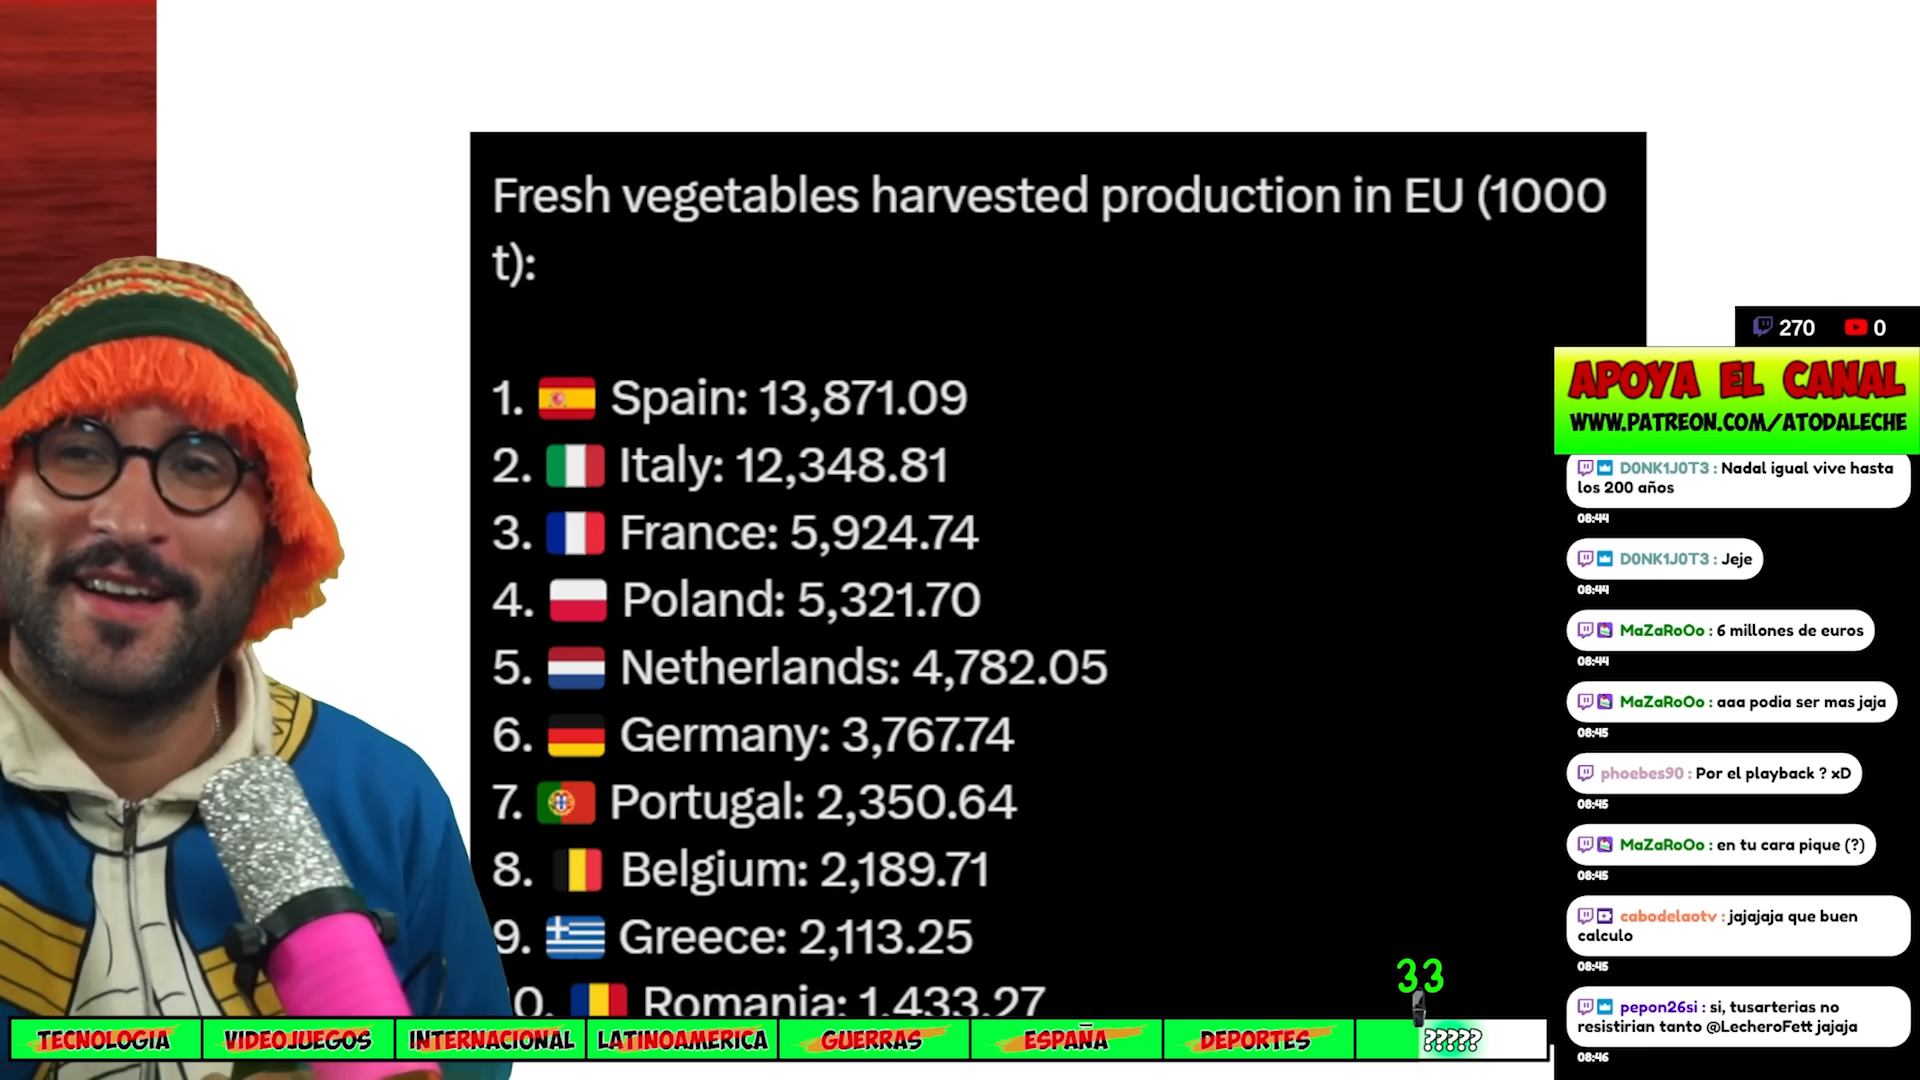 Fresh vegetables harvested production in EU (1000
t):
1. Spain: 13,871.09
2. Italy: 12,348.81
3. France: 5,924.74
4. Poland: 5,321.70
5. Netherlands: 4,782.05
6. Germany: 3,767.74
7. Portugal: 2,350.64
8. Belgium: 2,189.71
9. Greece: 2,113.25
10. Romania: 1,433.27
270 0
APOYA EL CANAL
WWW.PATREON.COM/ATODALECHE
D0NK1J0T3 : Nadal igual vive hasta
los 200 años
08:44
D0NK1J0T3 : Jeje
08:44
MaZaRoOo : 6 millones de euros
08:44
MaZaRoOo : aaa podia ser mas jaja
08:45
phoebes90 : Por el playback ? xD
08:45
MaZaRoOo : en tu cara pique (?)
08:45
cabodelaotv : jajajaja que buen
calculo
08:45
pepon26si : si, tusarterias no
resistirian tanto @LecheroFett jajaja
08:46
33
TECNOLOGIA VIDEOJUEGOS INTERNACIONAL LATINOAMERICA GUERRAS ESPAÑA DEPORTES ?????